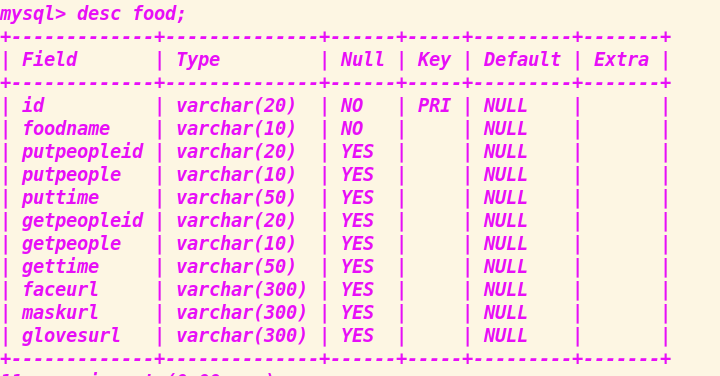 mysql> desc food;
+-------------+--------------+------+-----+---------+-------+
| Field       | Type         | Null | Key | Default | Extra |
+-------------+--------------+------+-----+---------+-------+
| id          | varchar(20)  | NO   | PRI | NULL    |       |
| foodname    | varchar(10)  | NO   |     | NULL    |       |
| putpeopleid | varchar(20)  | YES  |     | NULL    |       |
| putpeople   | varchar(10)  | YES  |     | NULL    |       |
| puttime     | varchar(50)  | YES  |     | NULL    |       |
| getpeopleid | varchar(20)  | YES  |     | NULL    |       |
| getpeople   | varchar(10)  | YES  |     | NULL    |       |
| gettime     | varchar(50)  | YES  |     | NULL    |       |
| faceurl     | varchar(300) | YES  |     | NULL    |       |
| maskurl     | varchar(300) | YES  |     | NULL    |       |
| glovesurl   | varchar(300) | YES  |     | NULL    |       |
+-------------+--------------+------+-----+---------+-------+